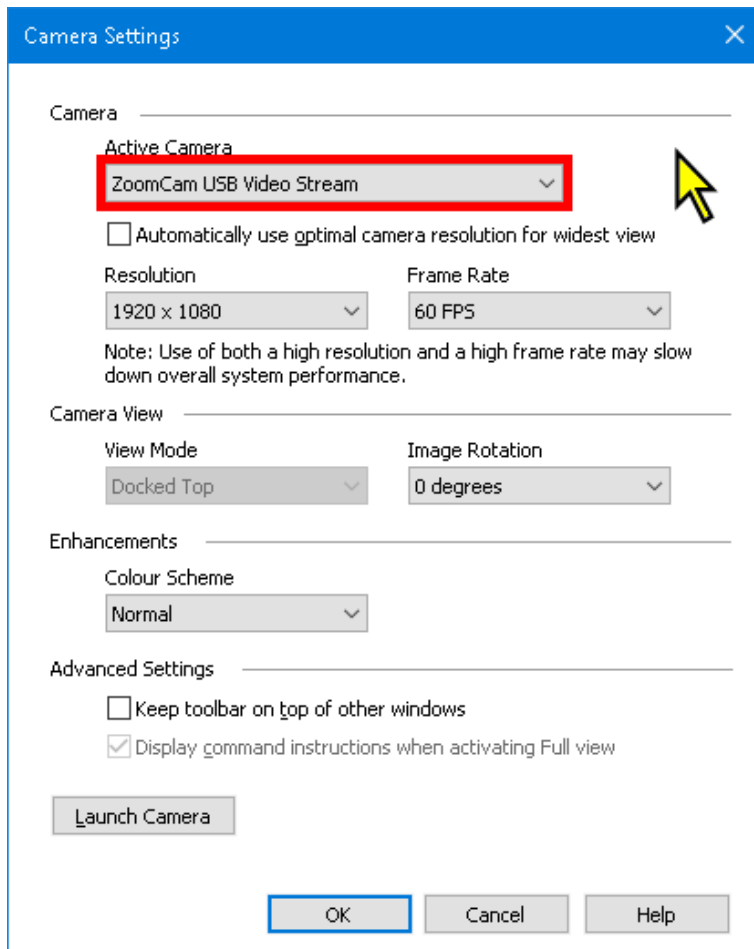 Camera Settings
Camera
Active Camera
ZoomCam USB Video Stream
Automatically use optimal camera resolution for widest view
Resolution Frame Rate
1920 x 1080 60 FPS
Note: Use of both a high resolution and a high frame rate may slow
down overall system performance.
Camera View
View Mode Image Rotation
Docked Top 0 degrees
Enhancements
Colour Scheme
Normal
Advanced Settings
Keep toolbar on top of other windows
Display command instructions when activating Full view
Launch Camera
OK Cancel Help